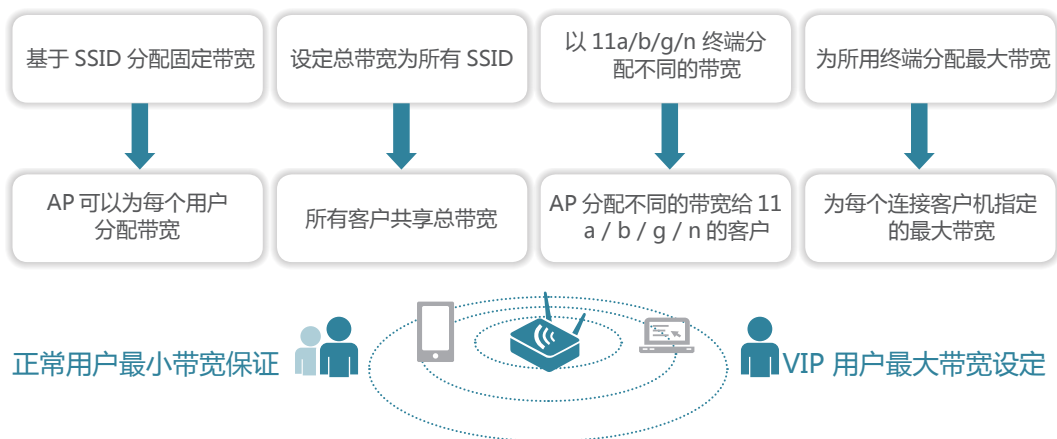 基于 SSID 分配固定带宽
设定总带宽为所有 SSID
以 11a/b/g/n 终端分
配不同的带宽
为所用终端分配最大带宽
AP 可以为每个用户
分配带宽
所有客户共享总带宽
AP 分配不同的带宽给 11
a / b / g / n 的客户
为每个连接客户机指定
的最大带宽
正常用户最小带宽保证
VIP 用户最大带宽设定